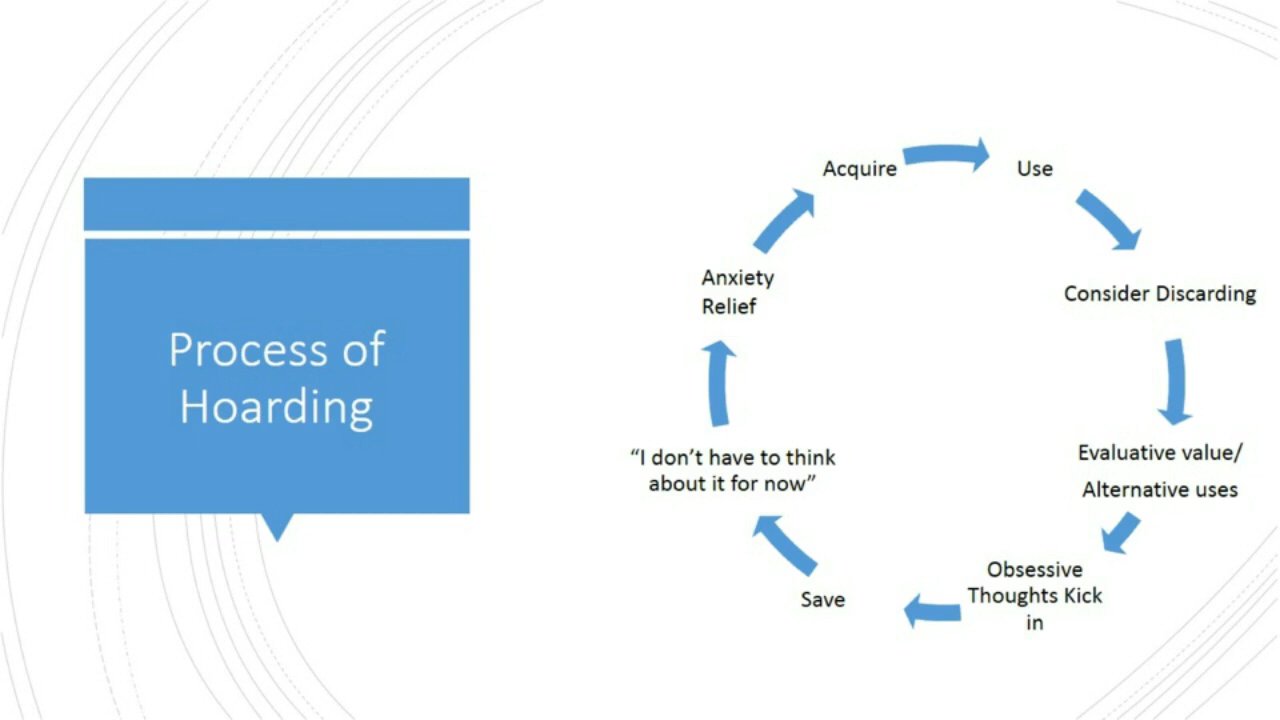 Process of
Hoarding
Acquire
Use
Consider Discarding
Evaluative value/
Alternative uses
Obsessive
Thoughts Kick
in
Save
“I don’t have to think
about it for now”
Anxiety
Relief